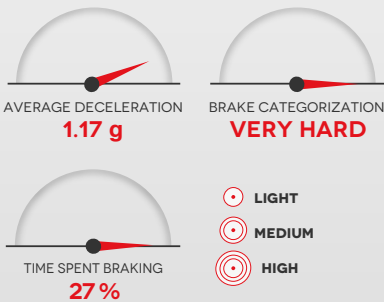 AVERAGE DECELERATION
1.17 g
BRAKE CATEGORIZATION
VERY HARD
TIME SPENT BRAKING
27 %
LIGHT
MEDIUM
HIGH